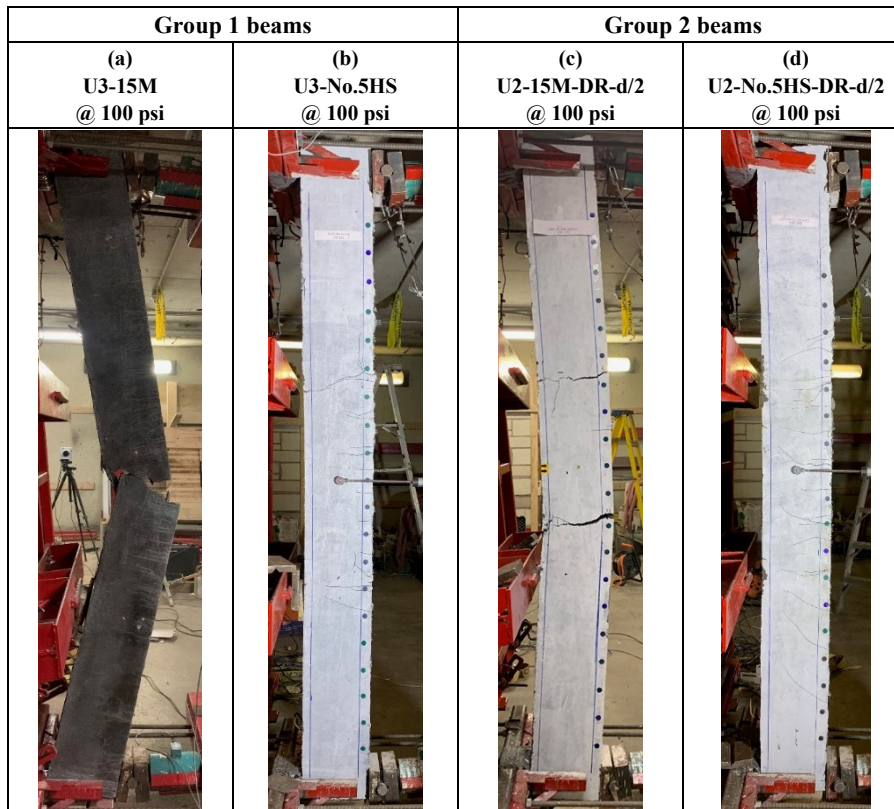 Group 1 beams
Group 2 beams
(a)
U3-15M
@ 100 psi
(b)
U3-No.5HS
@ 100 psi
(c)
U2-15M-DR-d/2
@ 100 psi
(d)
U2-No.5HS-DR-d/2
@ 100 psi